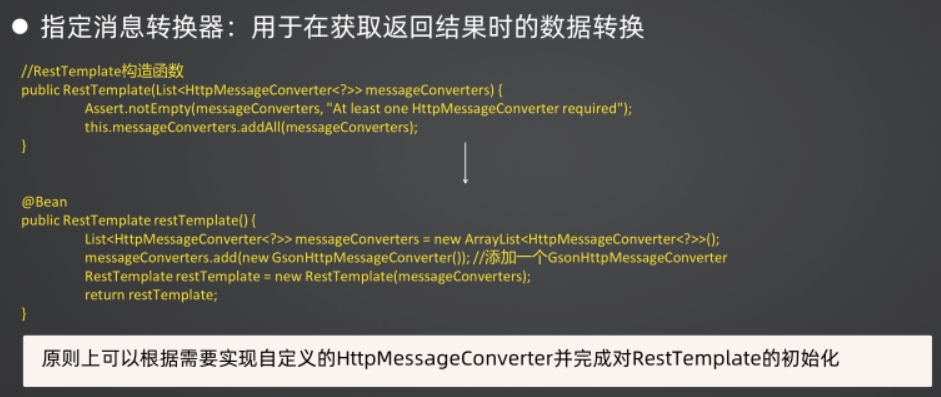 ● 指定消息转换器：用于在获取返回结果时的数据转换
//RestTemplate构造函数
public RestTemplate(List<HttpMessageConverter<?>> messageConverters) {
Assert.notEmpty(messageConverters, "At least one HttpMessageConverter required");
this.messageConverters.addAll(messageConverters);
}
@Bean
public RestTemplate restTemplate() {
List<HttpMessageConverter<?>> messageConverters = new ArrayList<HttpMessageConverter<?>>();
messageConverters.add(new GsonHttpMessageConverter()); //添加一个GsonHttpMessageConverter
RestTemplate restTemplate = new RestTemplate(messageConverters);
return restTemplate;
}
原则上可以根据需要实现自定义的HttpMessageConverter并完成对RestTemplate的初始化